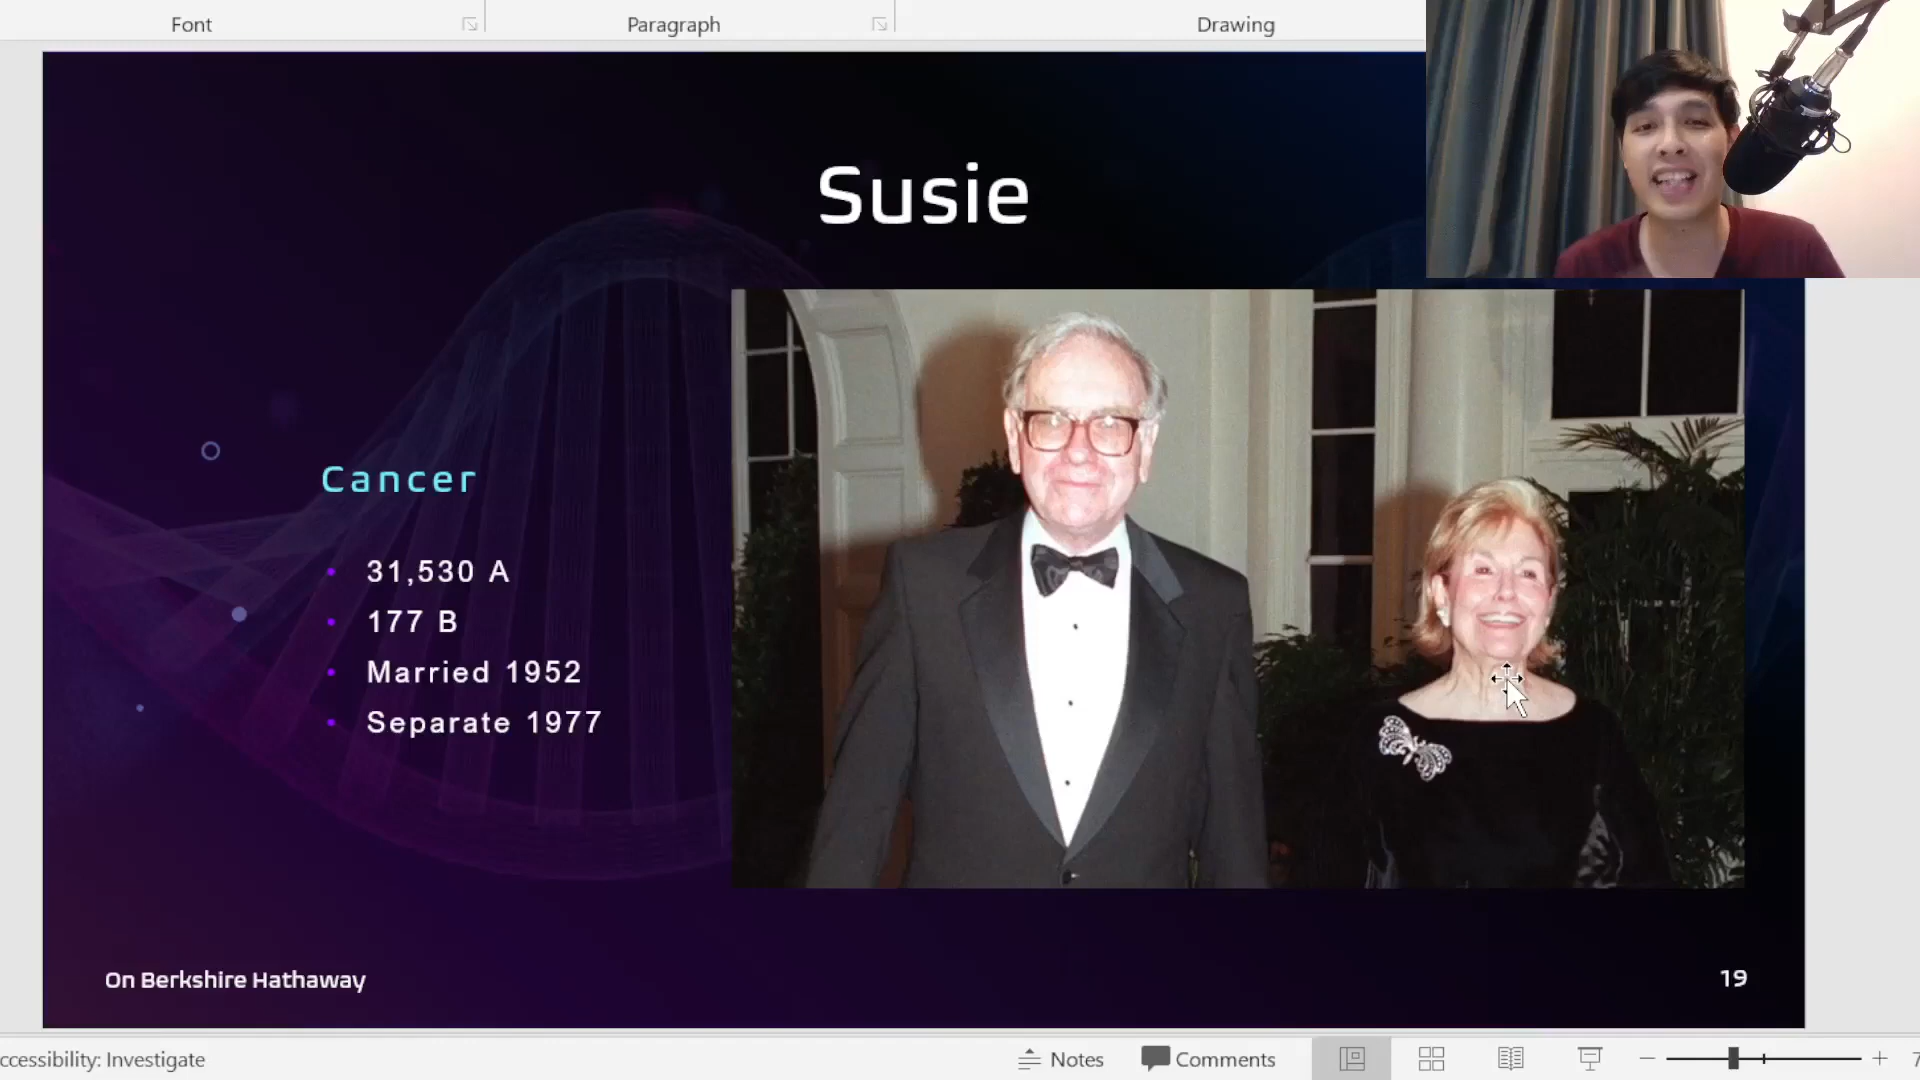 Font
Paragraph
Drawing
Susie
Cancer
31,530 A
177 B
Married 1952
Separate 1977
On Berkshire Hathaway
19
ccessibility: Investigate
Notes
Comments
7